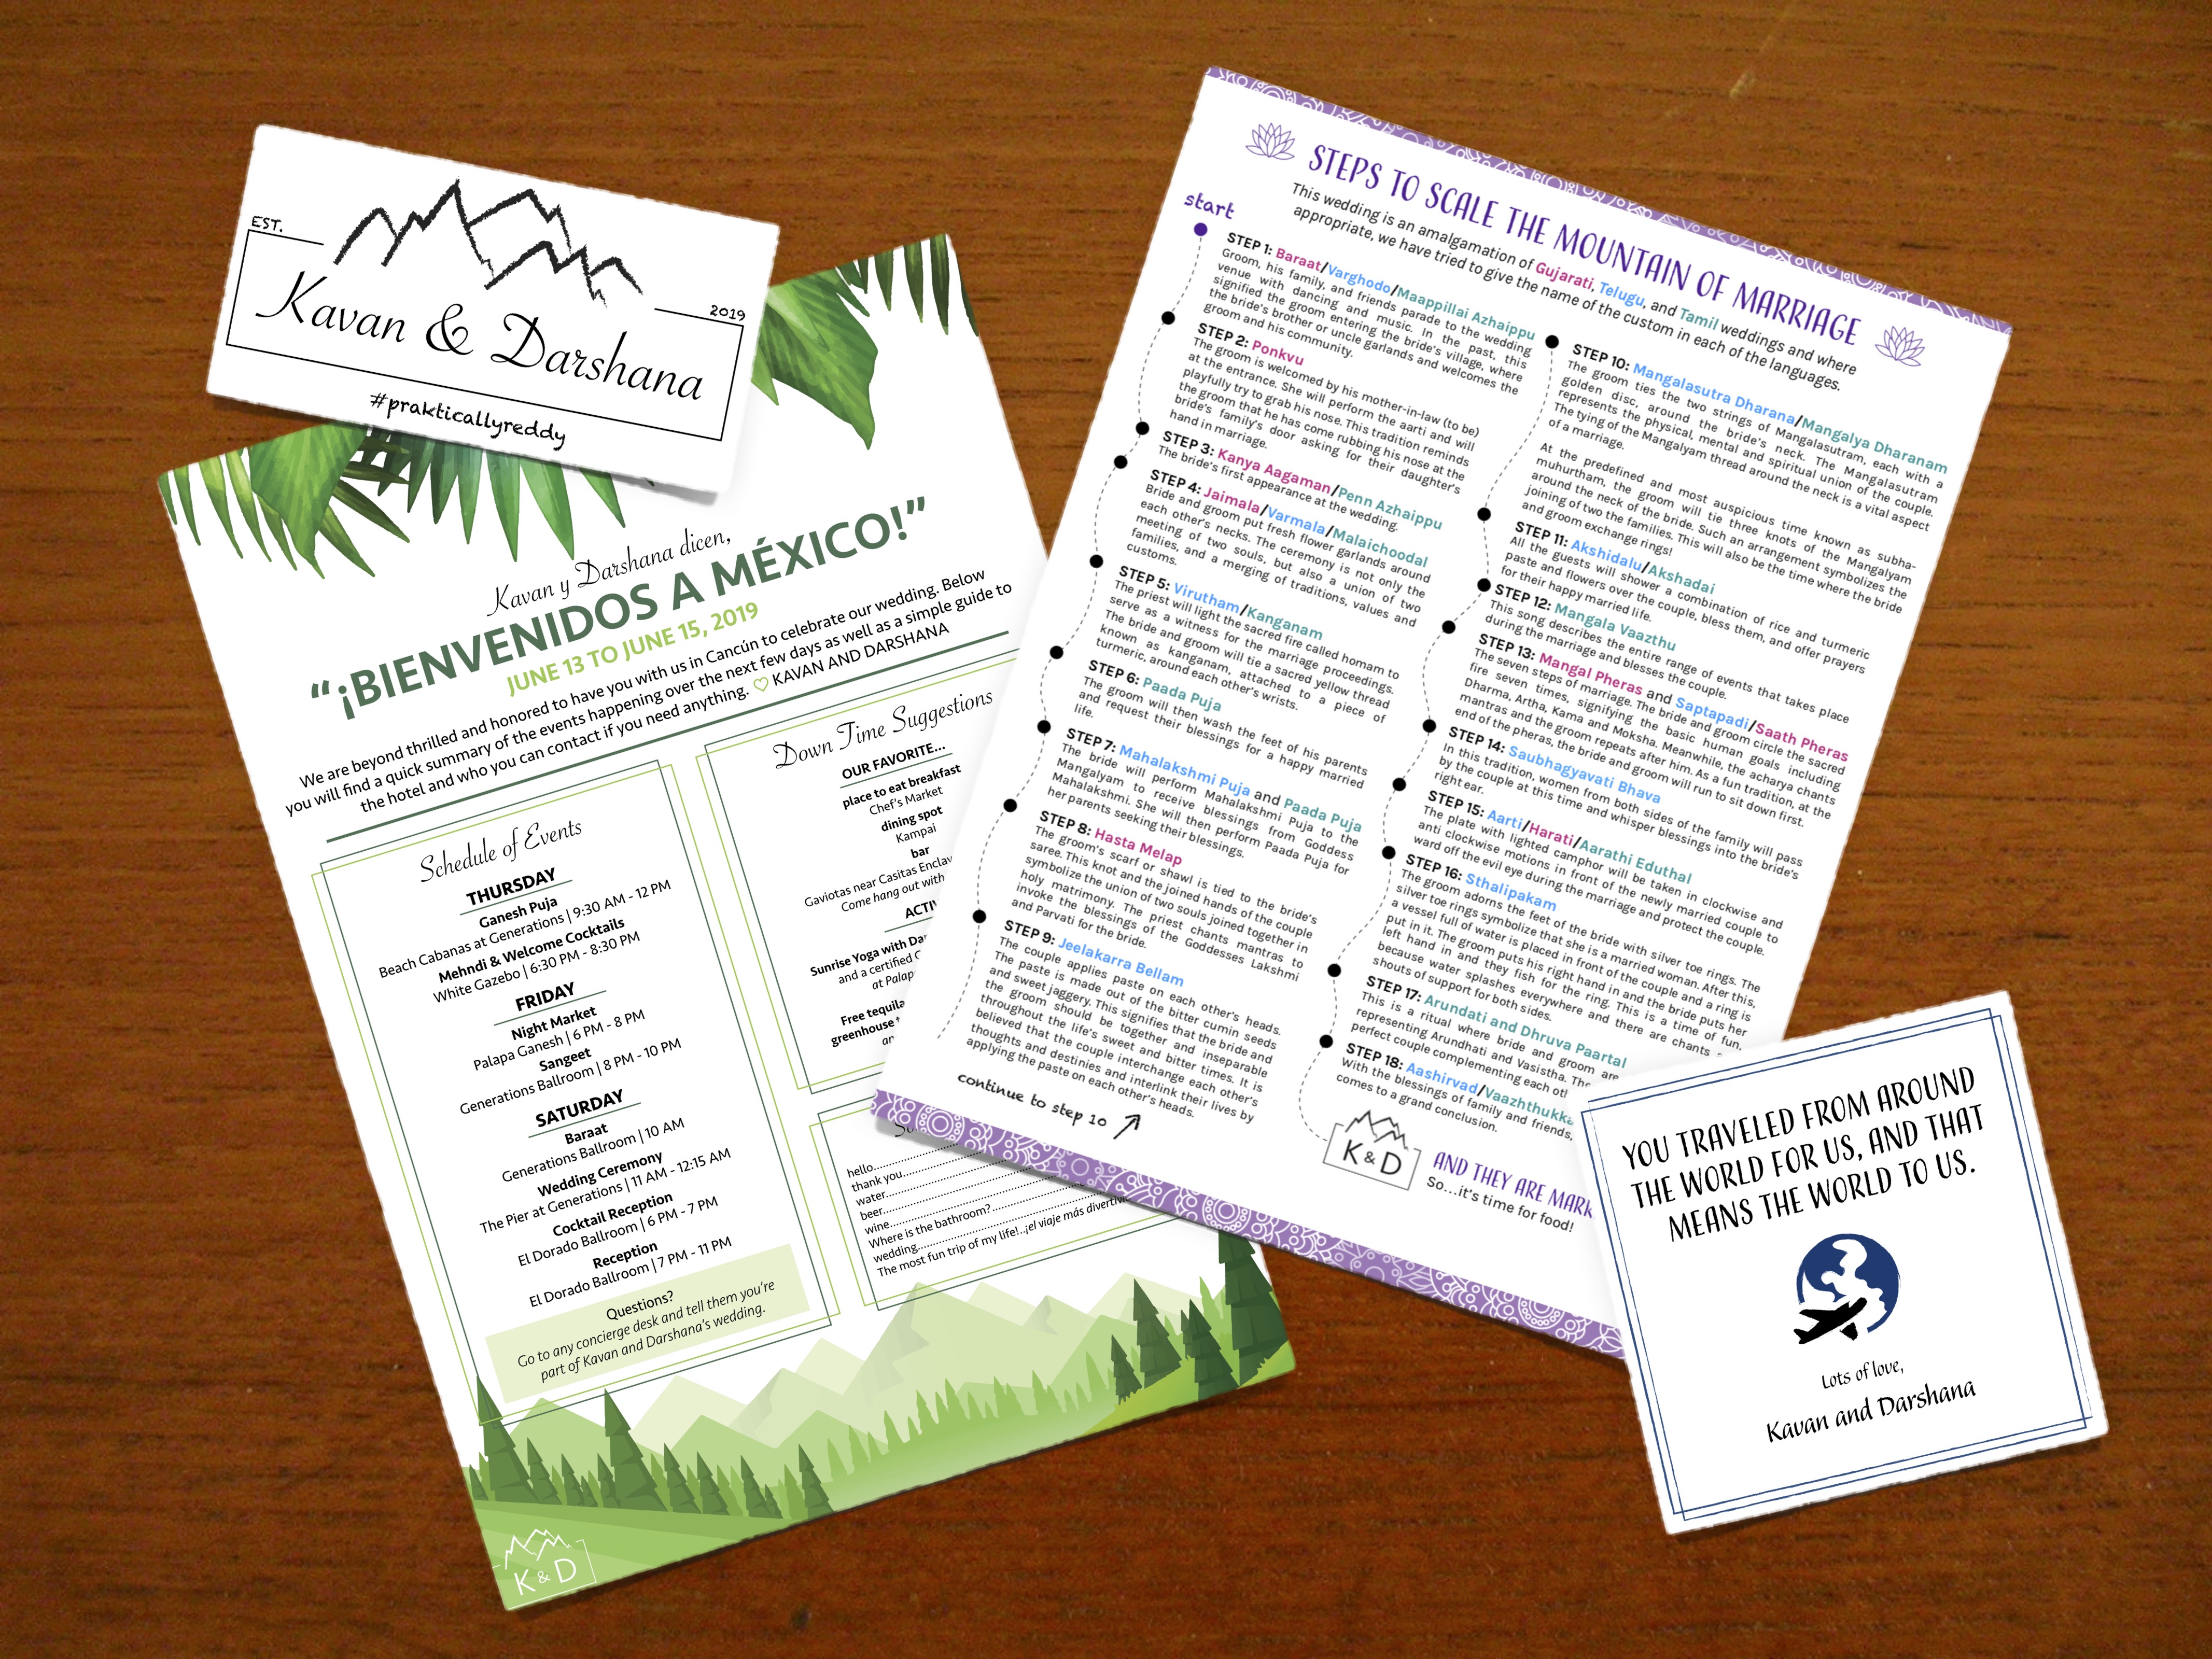 EST.
2019
Kavan & Darshana
#prakticallyreddy
Kavan y Darshana dicen,
“¡BIENVENIDOS A MÉXICO!”
JUNE 13 TO JUNE 15, 2019
We are beyond thrilled and honored to have you with us in Cancún to celebrate our wedding. Below
you will find a quick summary of the events happening over the next few days as well as a simple guide to
the hotel and who you can contact if you need anything. ♡ KAVAN AND DARSHANA
Schedule of Events
THURSDAY
Ganesh Puja
Beach Cabanas at Generations | 9:30 AM - 12 PM
Mehndi & Welcome Cocktails
White Gazebo | 6:30 PM - 8:30 PM
FRIDAY
Night Market
Palapa Ganesh | 6 PM - 8 PM
Sangeet
Generations Ballroom | 8 PM - 10 PM
SATURDAY
Baraat
Generations Ballroom | 10 AM
Wedding Ceremony
The Pier at Generations | 11 AM - 12:15 AM
Cocktail Reception
El Dorado Ballroom | 6 PM - 7 PM
Reception
El Dorado Ballroom | 7 PM - 11 PM
Questions?
Go to any concierge desk and tell them you're
part of Kavan and Darshana's wedding.
Down Time Suggestions
OUR FAVORITE...
place to eat breakfast
Chef's Market
dining spot
Kampai
bar
Gaviotas near Casitas
Come hang out with
Sunrise Yoga with
and a certified
at
Free tequila
greenhouse
hello
thank you
water
beer
wine
Where is the bathroom?
wedding
The most fun trip of my life!..¡el viaje más
K & D
STEPS TO SCALE THE MOUNTAIN OF MARRIAGE
This wedding is an amalgamation of Gujarati, Telugu, and Tamil weddings and where
appropriate, we have tried to give the name of the custom in each of the languages.
start
STEP 1: Baraat/Varghodo/Maappillai Azhaippu
Groom, his family, and friends parade to the wedding
venue with dancing and music. In the past, this
signified the groom entering the bride's village, where
the bride's brother or uncle garlands and welcomes the
groom and his community.
STEP 2: Ponkvu
The groom is welcomed by his mother-in-law (to be)
at the entrance. She will perform the aarti and will
playfully try to grab his nose. This tradition reminds
the groom that he has come rubbing his nose at the
bride's family's door asking for their daughter's
hand in marriage.
STEP 3: Kanya Aagaman/Penn Azhaippu
The bride's first appearance at the wedding.
STEP 4: Jaimala/Varmala/Malaichoodal
Bride and groom put fresh flower garlands around
each other's necks. The ceremony is not only the
meeting of two souls, but also a union of two
families, and a merging of traditions, values and
customs.
STEP 5: Virutham/Kanganam
The priest will light the sacred fire called homam to
serve as a witness for the marriage proceedings.
The bride and groom will tie a sacred yellow thread
known as kanganam, attached to a piece of
turmeric, around each other's wrists.
STEP 6: Paada Puja
The groom will then wash the feet of his parents
and request their blessings for a happy married
life.
STEP 7: Mahalakshmi Puja and Paada Puja
The bride will perform Mahalakshmi Puja to the
Mangalyam to receive blessings from Goddess
Mahalakshmi. She will then perform Paada Puja for
her parents seeking their blessings.
STEP 8: Hasta Melap
The groom's scarf or shawl is tied to the bride's
saree. This knot and the joined hands of the couple
symbolize the union of two souls joined together in
holy matrimony. The priest chants mantras to
invoke the blessings of the Goddesses Lakshmi
and Parvati for the bride.
STEP 9: Jeelakarra Bellam
The couple applies paste on each other's heads.
The paste is made out of the bitter cumin seeds
and sweet jaggery. This signifies that the bride and
the groom should be together and inseparable
throughout the life's sweet and bitter times. It is
believed that the couple interchange each other's
thoughts and destinies and interlink their lives by
applying the paste on each other's heads.
continue to step 10
STEP 10: Mangalasutra Dharana/Mangalya Dharanam
The groom ties the two strings of Mangalasutram, each with a
golden disc, around the bride's neck. The Mangalasutram
represents the physical, mental and spiritual union of the couple.
The tying of the Mangalyam thread around the neck is a vital aspect
of a marriage.
At the predefined and most auspicious time known as subha-
muhurtham, the groom will tie three knots of the Mangalyam
around the neck of the bride. Such an arrangement symbolizes the
joining of two the families. This will also be the time where the bride
and groom exchange rings!
STEP 11: Akshidalu/Akshadai
All the guests will shower a combination of rice and turmeric
paste and flowers over the couple, bless them, and offer prayers
for their happy married life.
STEP 12: Mangala Vaazthu
This song describes the entire range of events that takes place
during the marriage and blesses the couple.
STEP 13: Mangal Pheras and Saptapadi/Saath Pheras
The seven steps of marriage. The bride and groom circle the sacred
fire seven times, signifying the basic human goals including
Dharma, Artha, Kama and Moksha. Meanwhile, the acharya chants
mantras and the groom repeats after him. As a fun tradition, at the
end of the pheras, the bride and groom will run to sit down first.
STEP 14: Saubhagyavati Bhava
In this tradition, women from both sides of the family will pass
by the couple at this time and whisper blessings into the bride's
right ear.
STEP 15: Aarti/Harati/Aarathi Eduthal
The plate with lighted camphor will be taken in clockwise and
anti clockwise motions in front of the newly married couple to
ward off the evil eye during the marriage and protect the couple.
STEP 16: Sthalipakam
The groom adorns the feet of the bride with silver toe rings. The
silver toe rings symbolize that she is a married woman. After this,
a vessel full of water is placed in front of the couple and a ring is
put in it. The groom puts his right hand in and the bride puts her
left hand in and they fish for the ring. This is a time of fun,
because water splashes everywhere and there are chants
shouts of support for both sides.
STEP 17: Arundati and Dhruva Paartal
This is a ritual where bride and groom are
representing Arundhati and Vasistha.
perfect couple complementing each
STEP 18: Aashirvad/
With the blessings of family and friends,
comes to a grand conclusion.
K & D
AND THEY ARE
So...it's time for food!
YOU TRAVELED FROM AROUND
THE WORLD FOR US, AND THAT
MEANS THE WORLD TO US.
Lots of love,
Kavan and Darshana